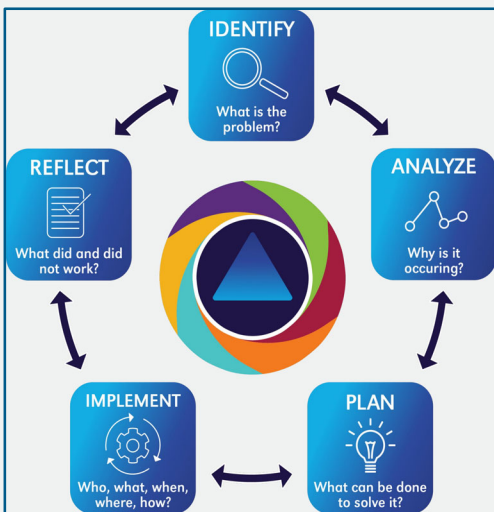 IDENTIFY
What is the
problem?
ANALYZE
Why is it
occuring?
PLAN
What can be done
to solve it?
IMPLEMENT
Who, what, when,
where, how?
REFLECT
What did and did
not work?